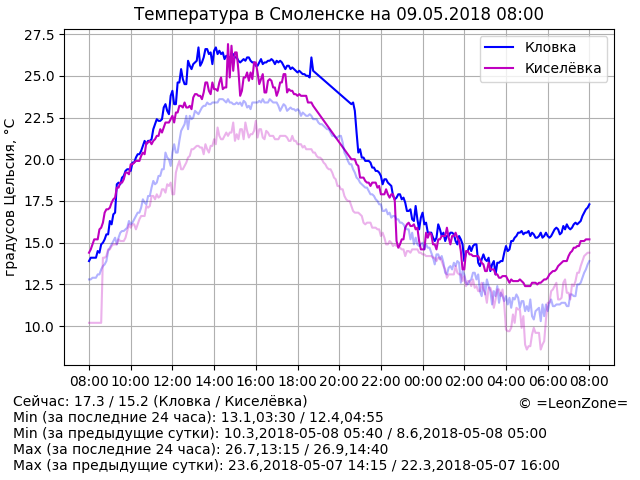 Температура в Смоленске на 09.05.2018 08:00
27.5
25.0
22.5
20.0
17.5
15.0
12.5
10.0
градусов Цельсия, °C
Кловка
Киселёвка
08:00 10:00 12:00 14:00 16:00 18:00 20:00 22:00 00:00 02:00 04:00 06:00 08:00
Сейчас: 17.3 / 15.2 (Кловка / Киселёвка)
© =LeonZone=
Min (за последние 24 часа): 13.1,03:30 / 12.4,04:55
Min (за предыдущие сутки): 10.3,2018-05-08 05:40 / 8.6,2018-05-08 05:00
Max (за последние 24 часа): 26.7,13:15 / 26.9,14:40
Max (за предыдущие сутки): 23.6,2018-05-07 14:15 / 22.3,2018-05-07 16:00